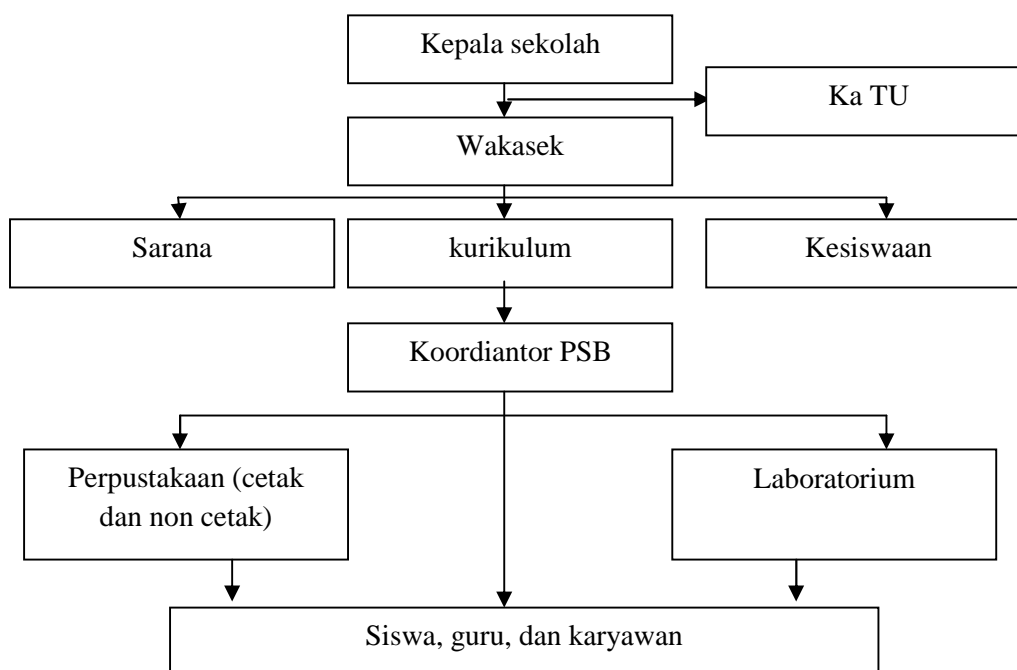 Kepala sekolah
Ka TU
Wakasek
Sarana
kurikulum
Kesiswaan
Koordiantor PSB
Perpustakaan (cetak
dan non cetak)
Laboratorium
Siswa, guru, dan karyawan